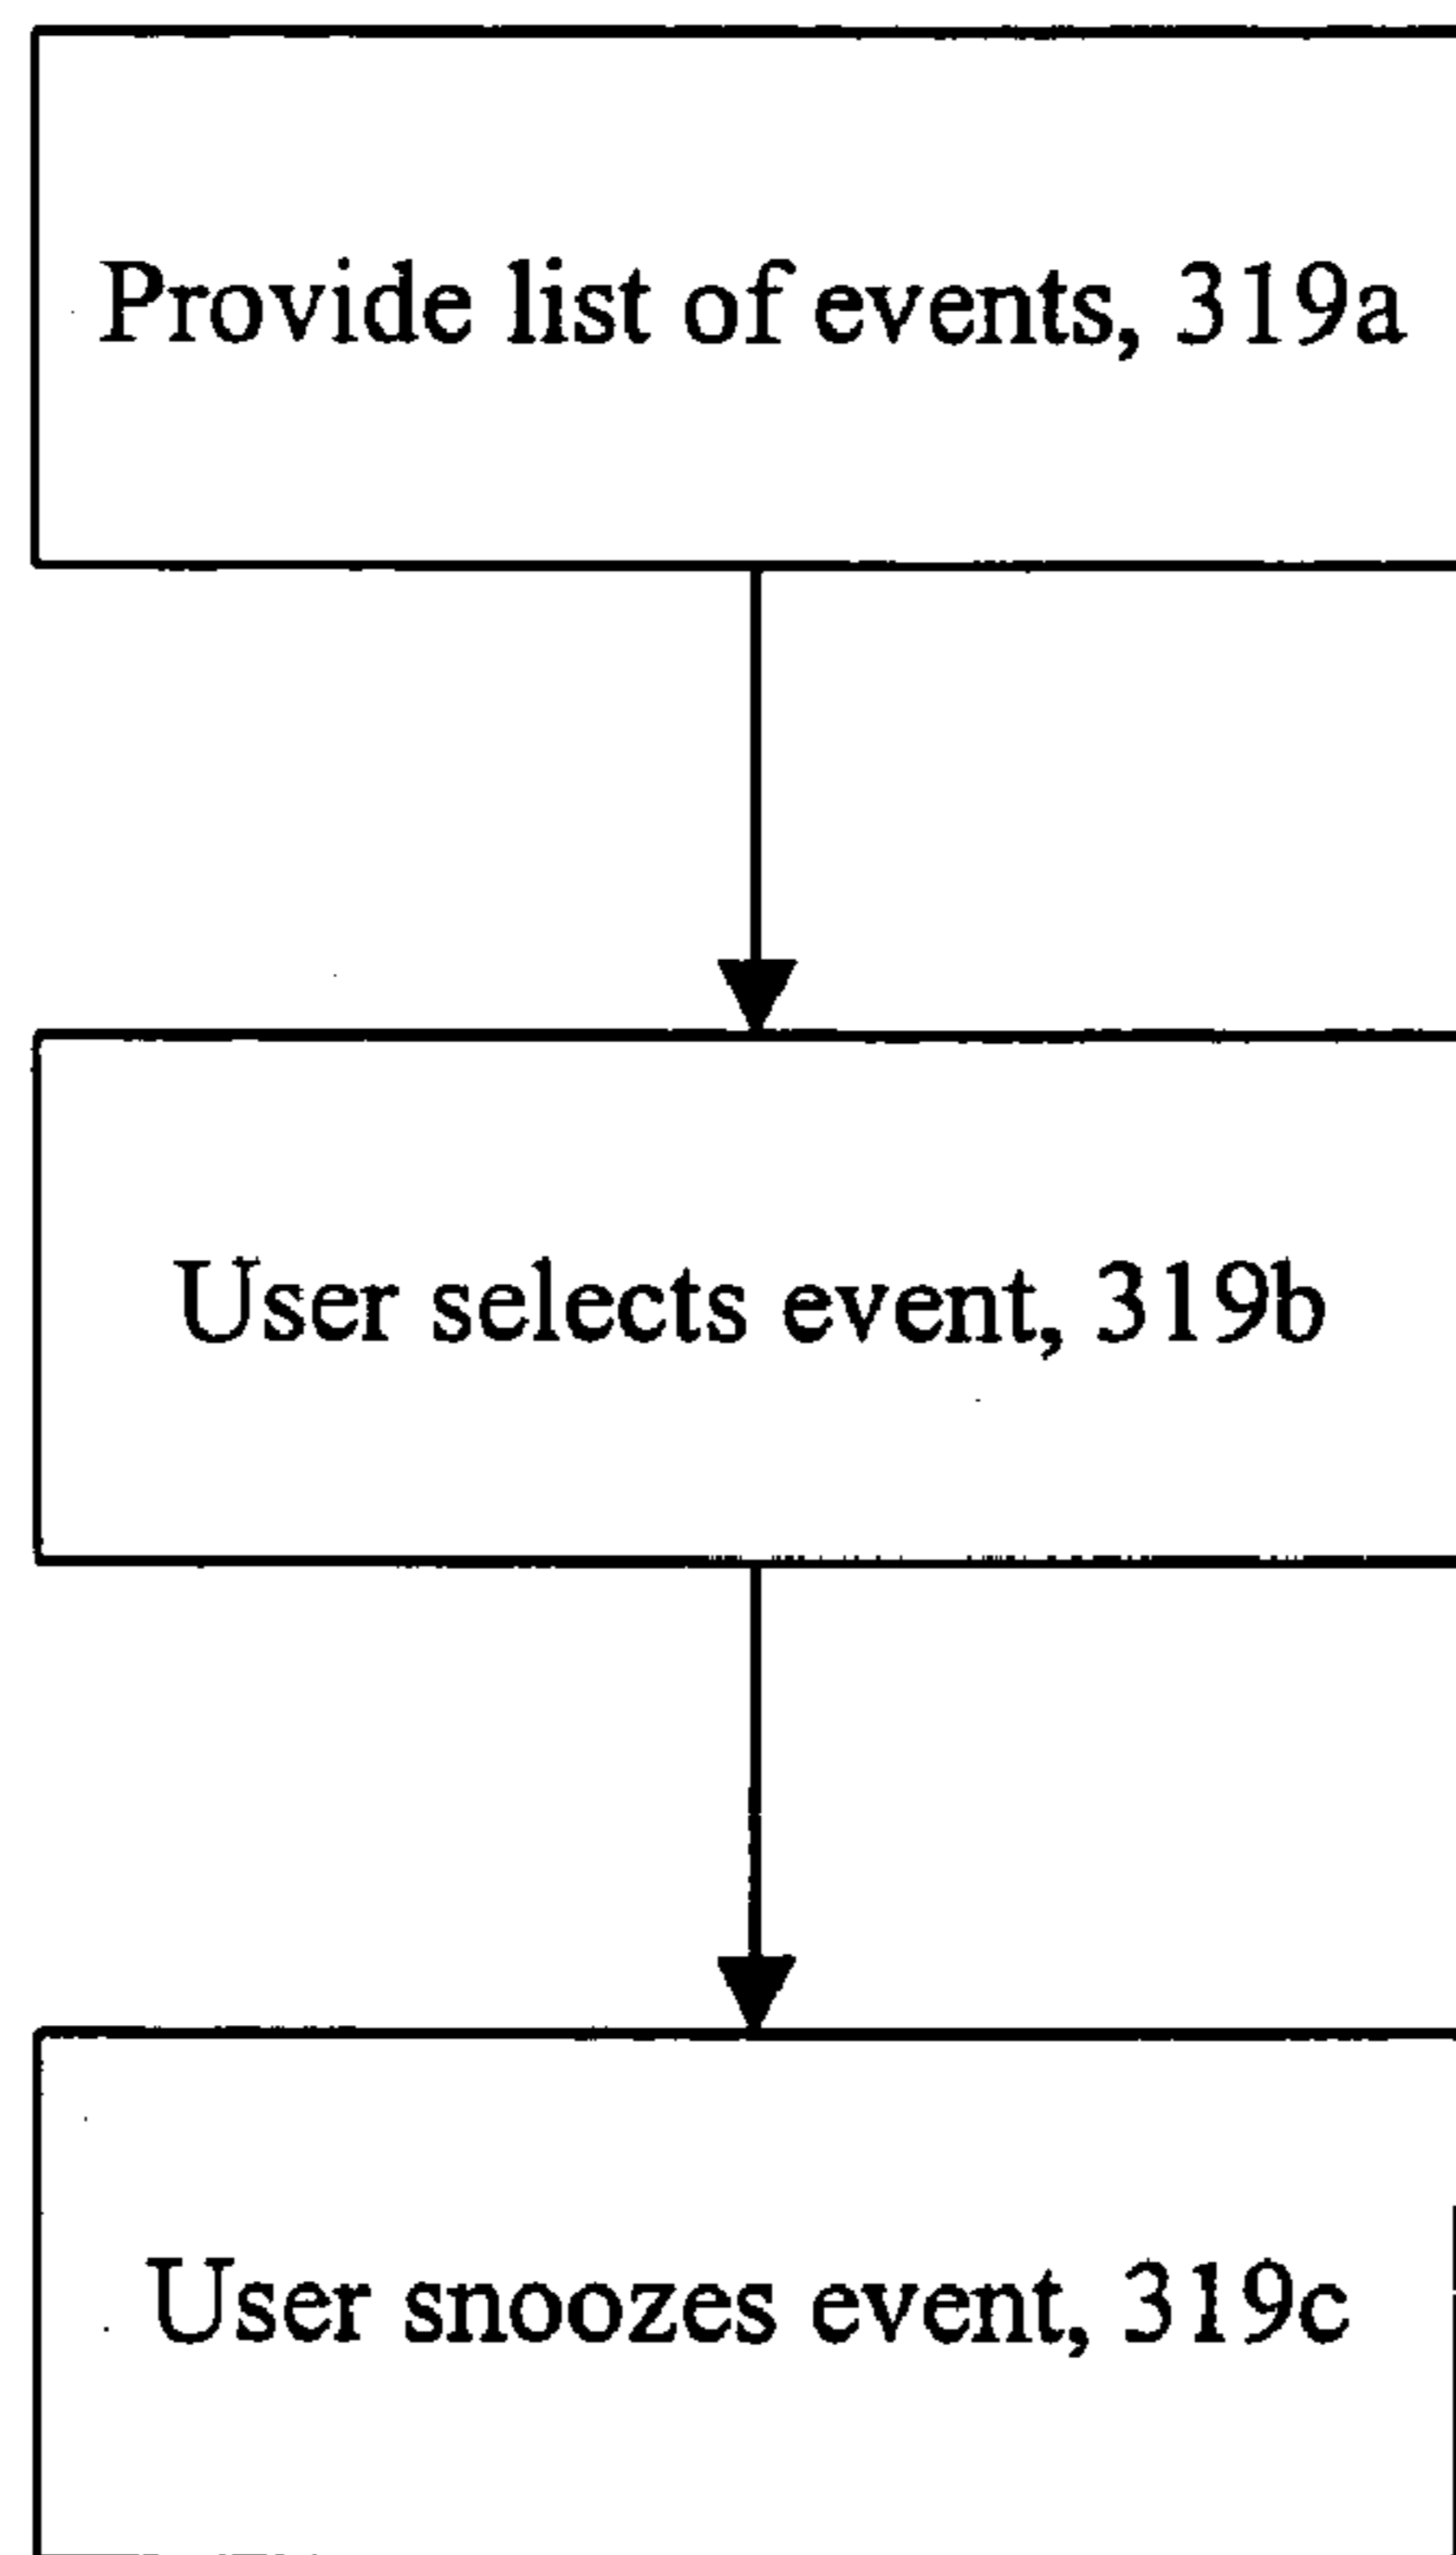 Provide list of events, 319a
User selects event, 319b
User snoozes event, 319c